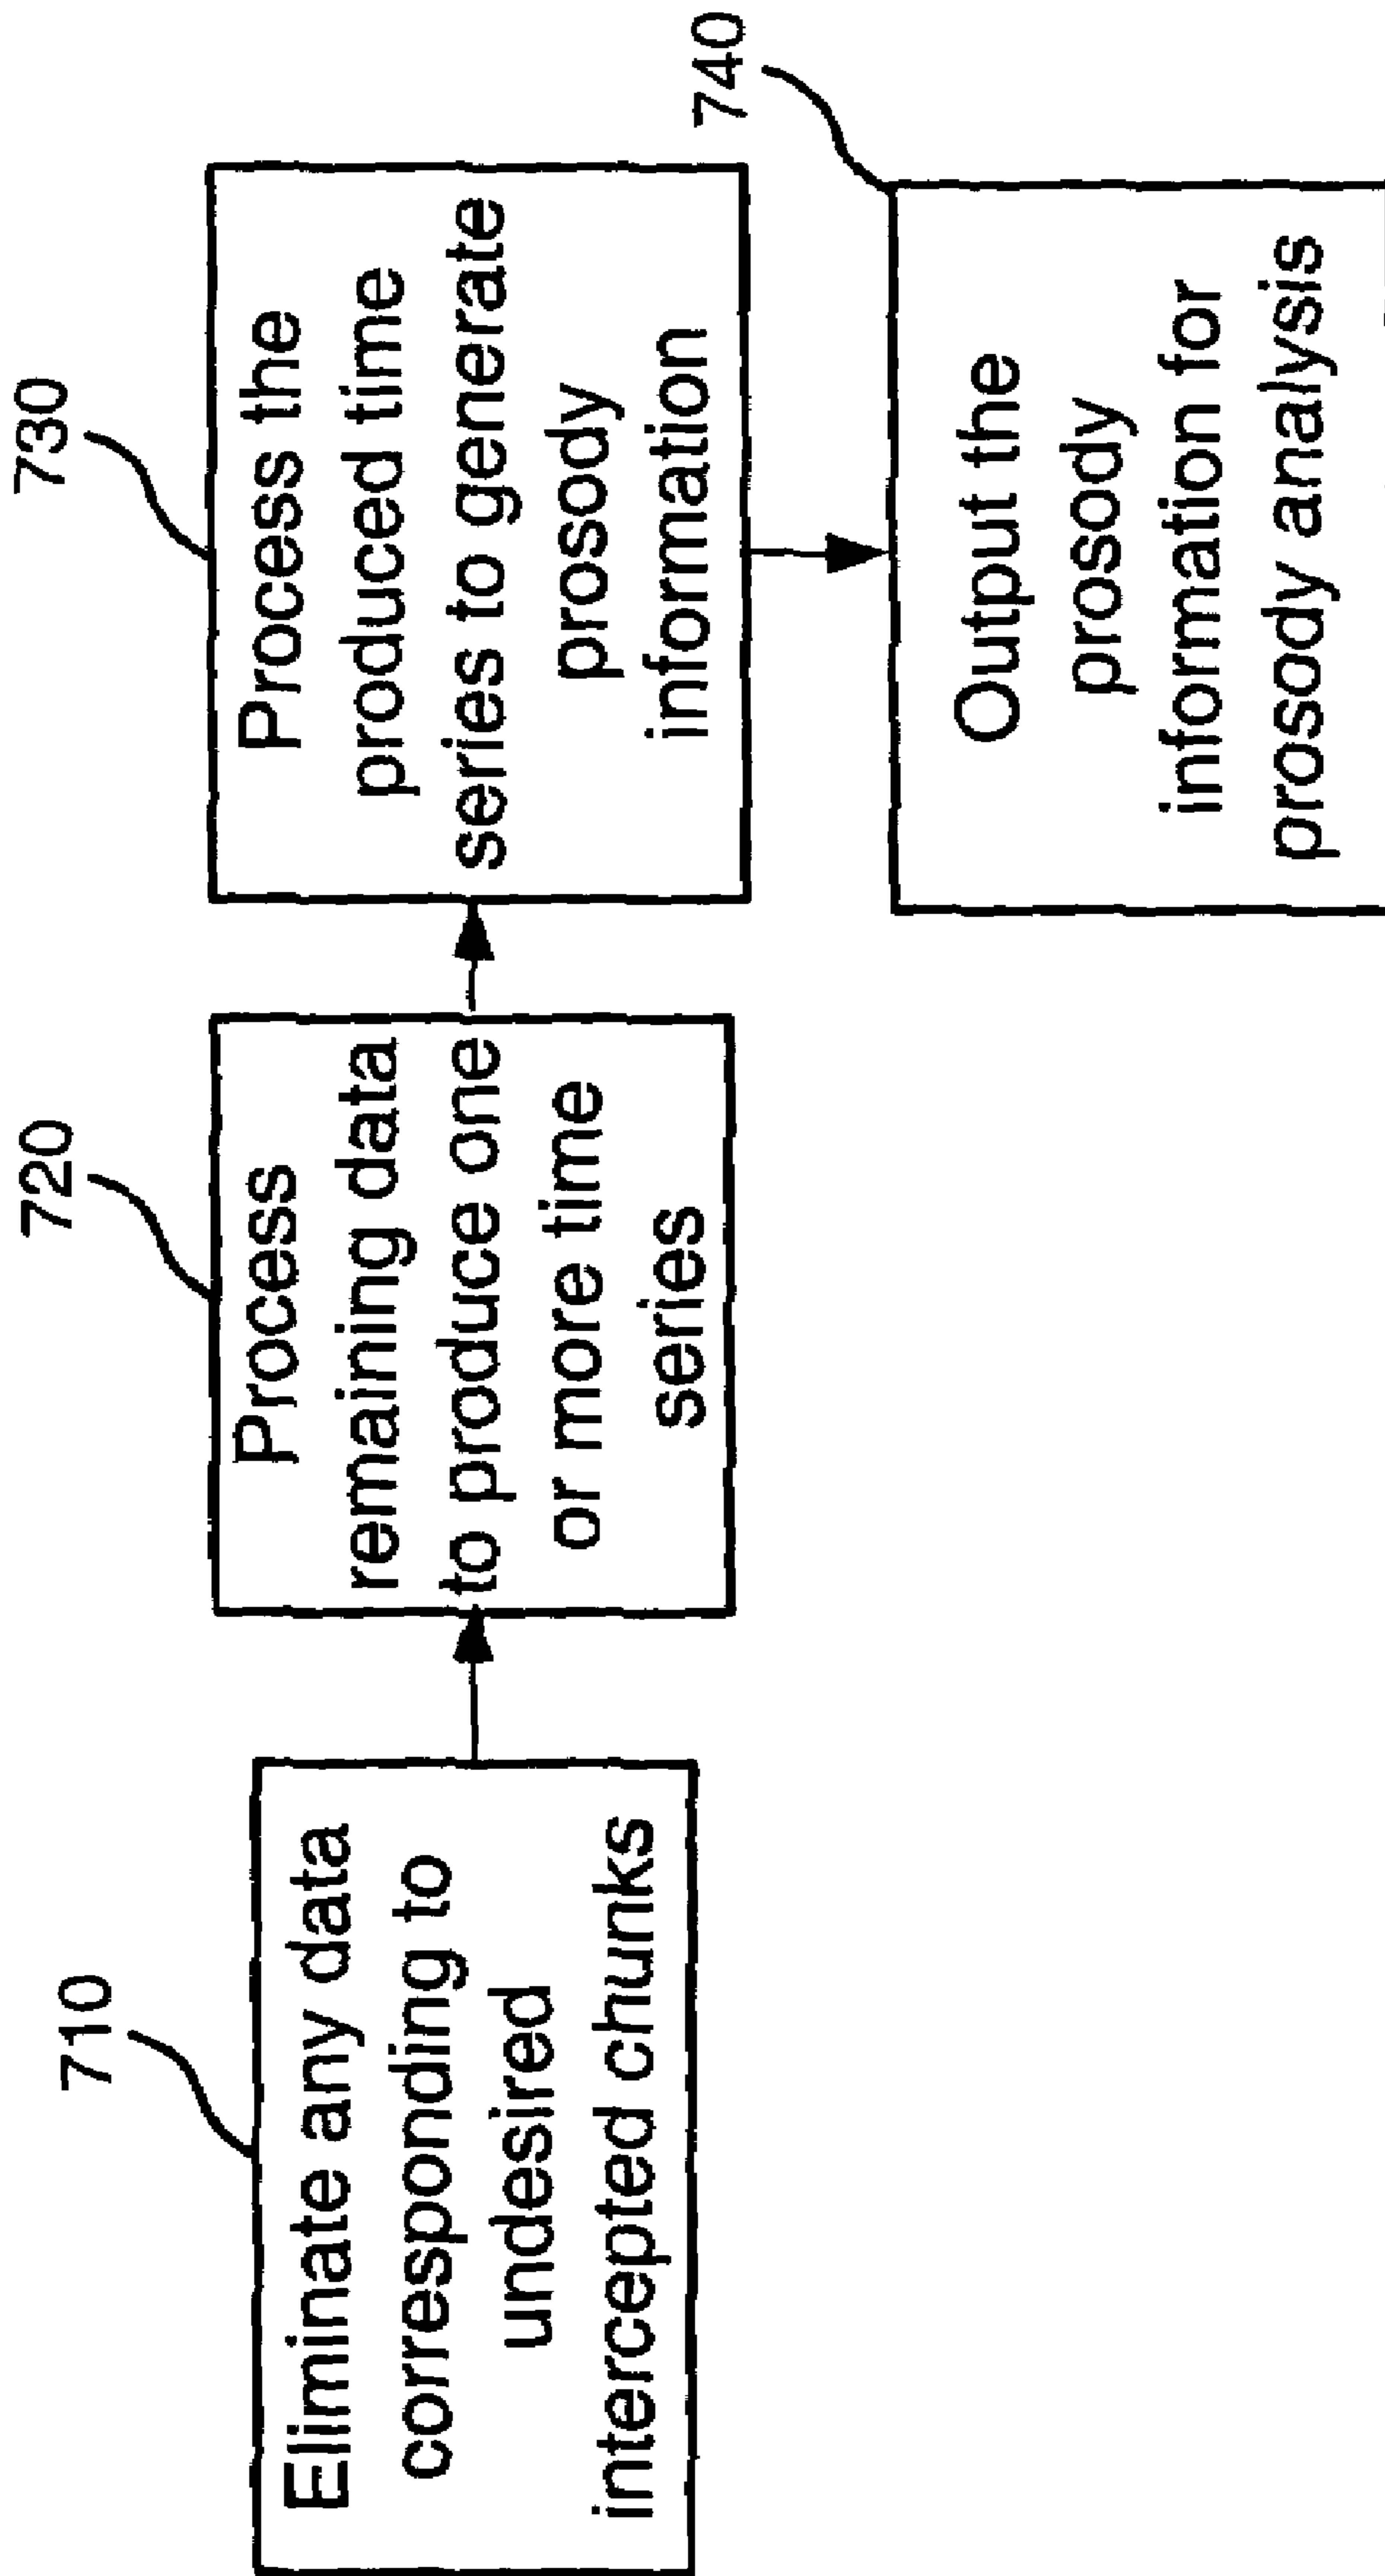 710
Eliminate any data
corresponding to
undesired
intercepted chunks
720
Process
remaining data
to produce one
or more time
series
730
Process the
produced time
series to generate
prosody
information
740
Output the
prosody
information for
prosody analysis